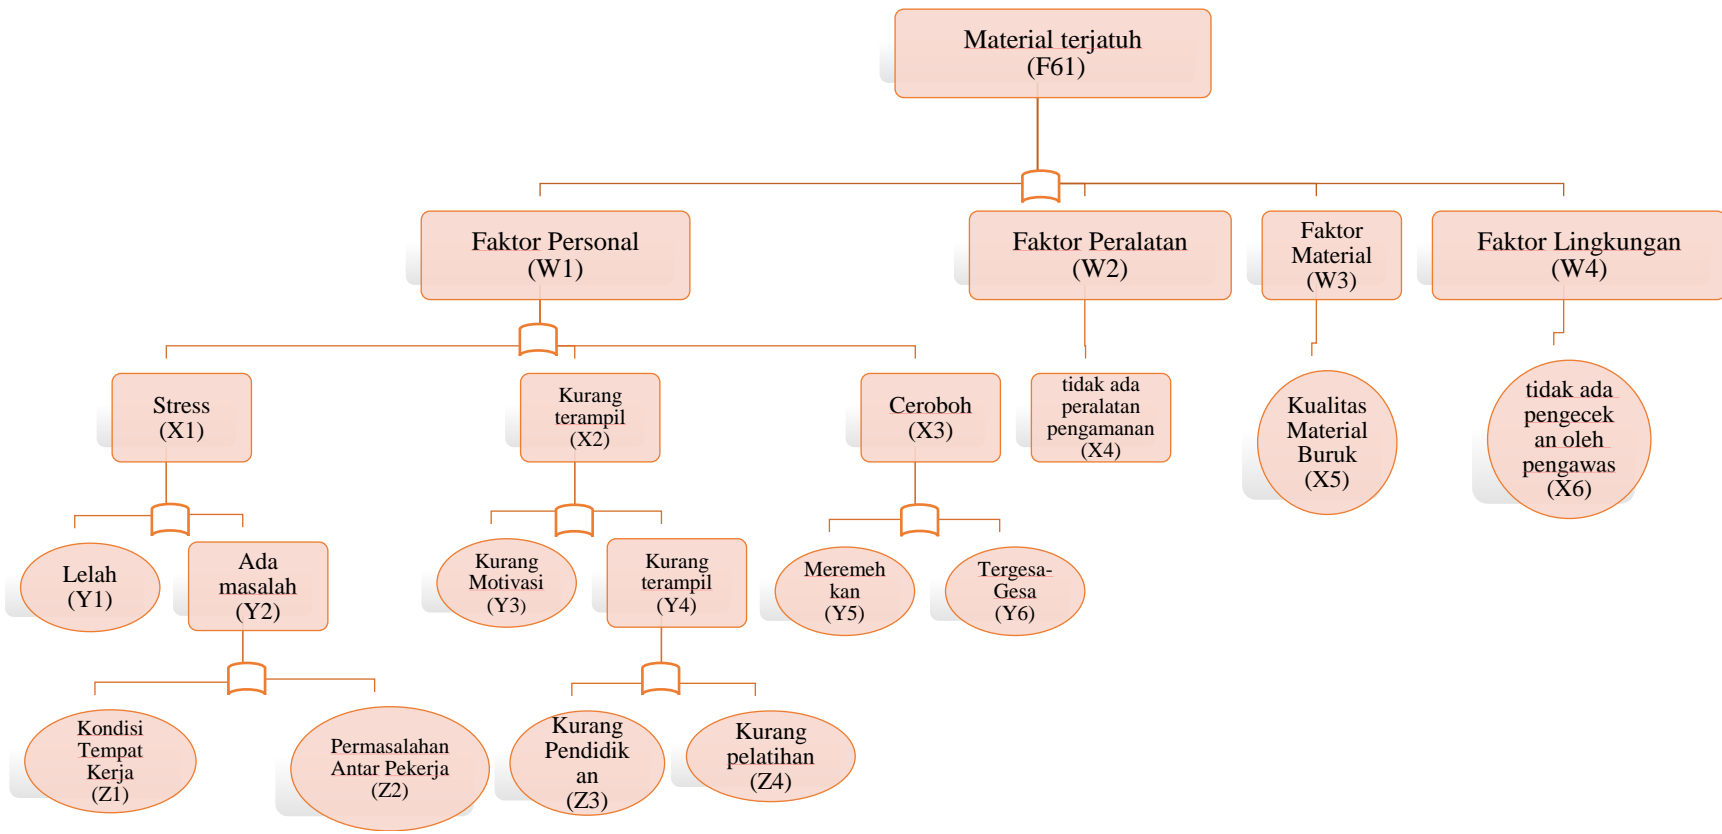 Material terjatuh
(F61)
Faktor Personal
(W1)
Faktor Peralatan
(W2)
Faktor
Material
(W3)
Faktor Lingkungan
(W4)
Stress
(X1)
Kurang
terampil
(X2)
Ceroboh
(X3)
tidak ada
peralatan
pengamanan
(X4)
Kualitas
Material
Buruk
(X5)
tidak ada
pengecek
an oleh
pengawas
(X6)
Lelah
(Y1)
Ada
masalah
(Y2)
Kurang
Motivasi
(Y3)
Kurang
terampil
(Y4)
Meremeh
kan
(Y5)
Tergesa-
Gesa
(Y6)
Kondisi
Tempat
Kerja
(Z1)
Permasalahan
Antar Pekerja
(Z2)
Kurang
Pendidik
an
(Z3)
Kurang
pelatihan
(Z4)